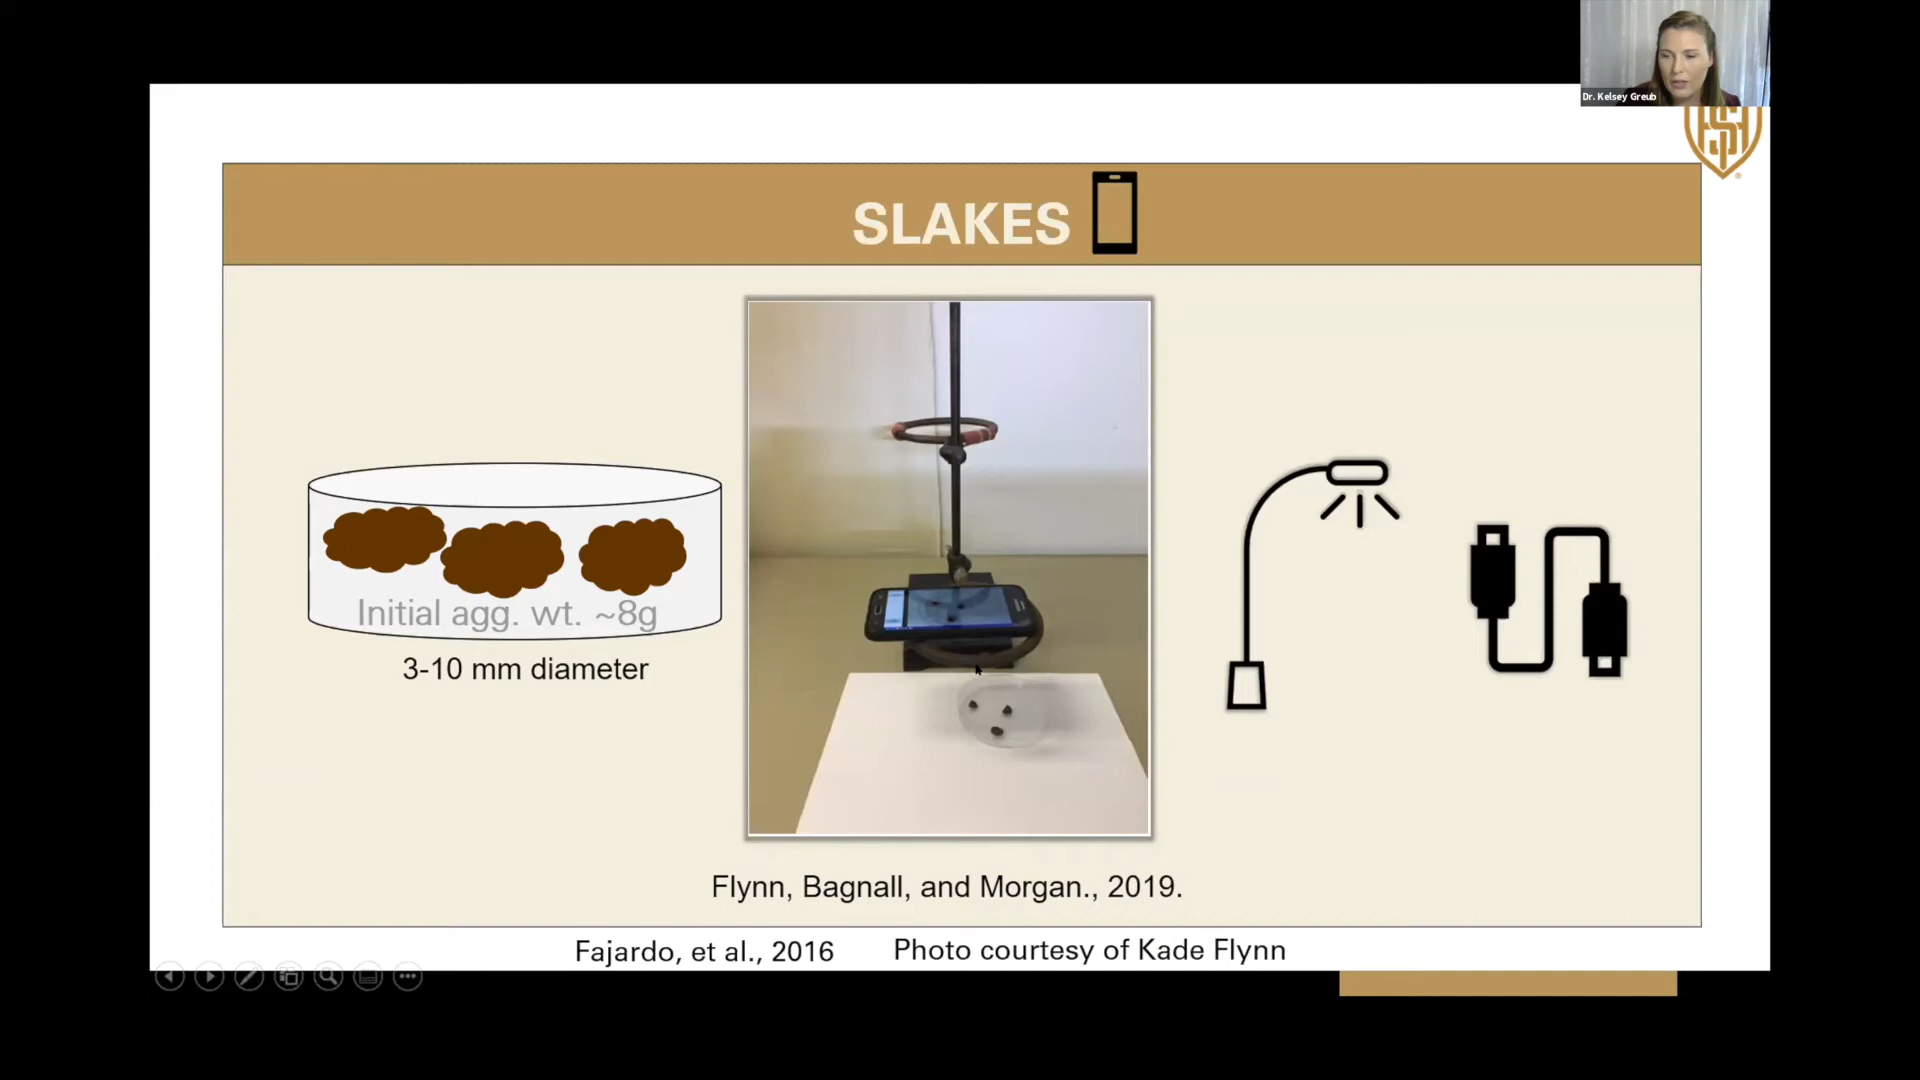 Dr. Kelsey Greub
SLAKES
Initial agg. wt. ~8g
3-10 mm diameter
Flynn, Bagnall, and Morgan., 2019.
Fajardo, et al., 2016
Photo courtesy of Kade Flynn